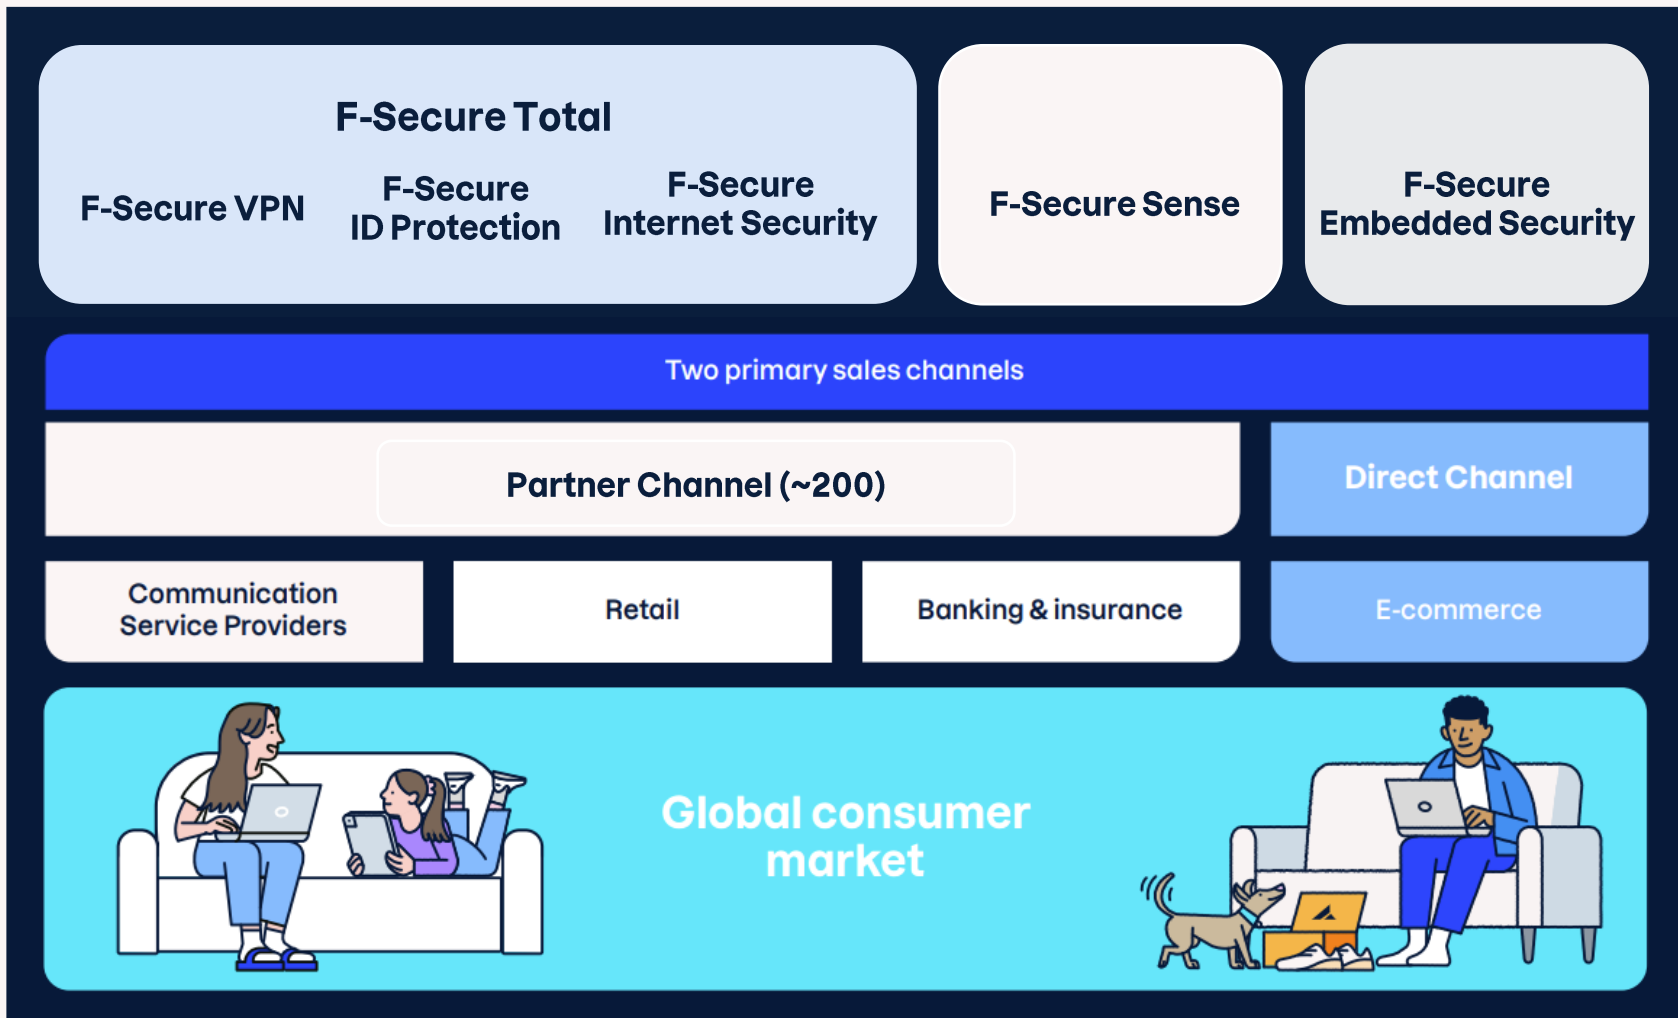 F-Secure Total
F-Secure VPN
F-Secure
ID Protection
F-Secure
Internet Security
F-Secure Sense
F-Secure
Embedded Security
Two primary sales channels
Partner Channel (~200)
Direct Channel
Communication
Service Providers
Retail
Banking & insurance
E-commerce
Global consumer
market